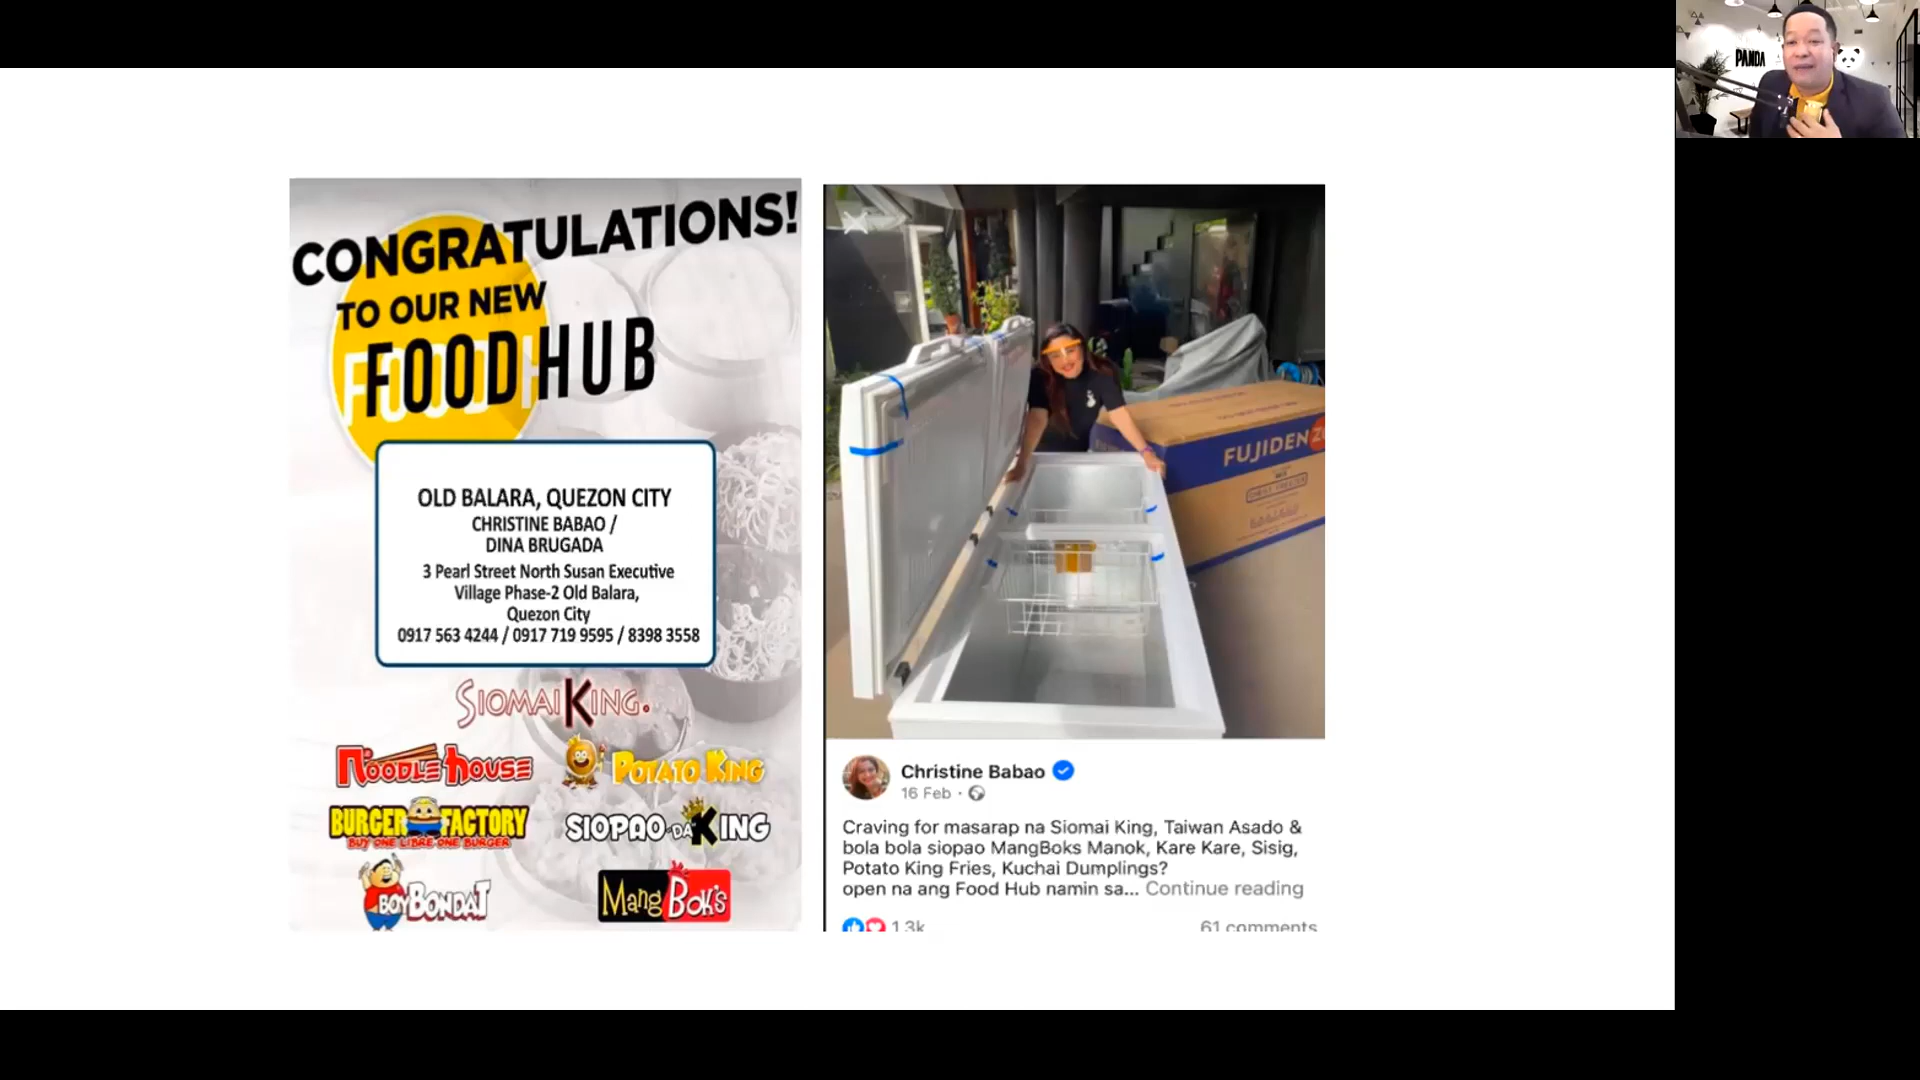 CONGRATULATIONS!
TO OUR NEW
FOOD HUB
OLD BALARA, QUEZON CITY
CHRISTINE BABAO /
DINA BRUGADA
3 Pearl Street North Susan Executive
Village Phase-2 Old Balara,
Quezon City
0917 563 4244 / 0917 719 9595 / 8398 3558
SIOMAI KING.
NOODLE HOUSE
POTATO KING
BURGER FACTORY
BUY ONE LIBRE ONE BURGER
SIOPAO DA KING
BOY BONDAT
Mang BOK'S
FUJIDENZO
CHEST FREEZER
Christine Babao
16 Feb ·
Craving for masarap na Siomai King, Taiwan Asado &
bola bola siopao MangBoks Manok, Kare Kare, Sisig,
Potato King Fries, Kuchai Dumplings?
open na ang Food Hub namin sa... Continue reading
1.3k
61 comments
PANDA